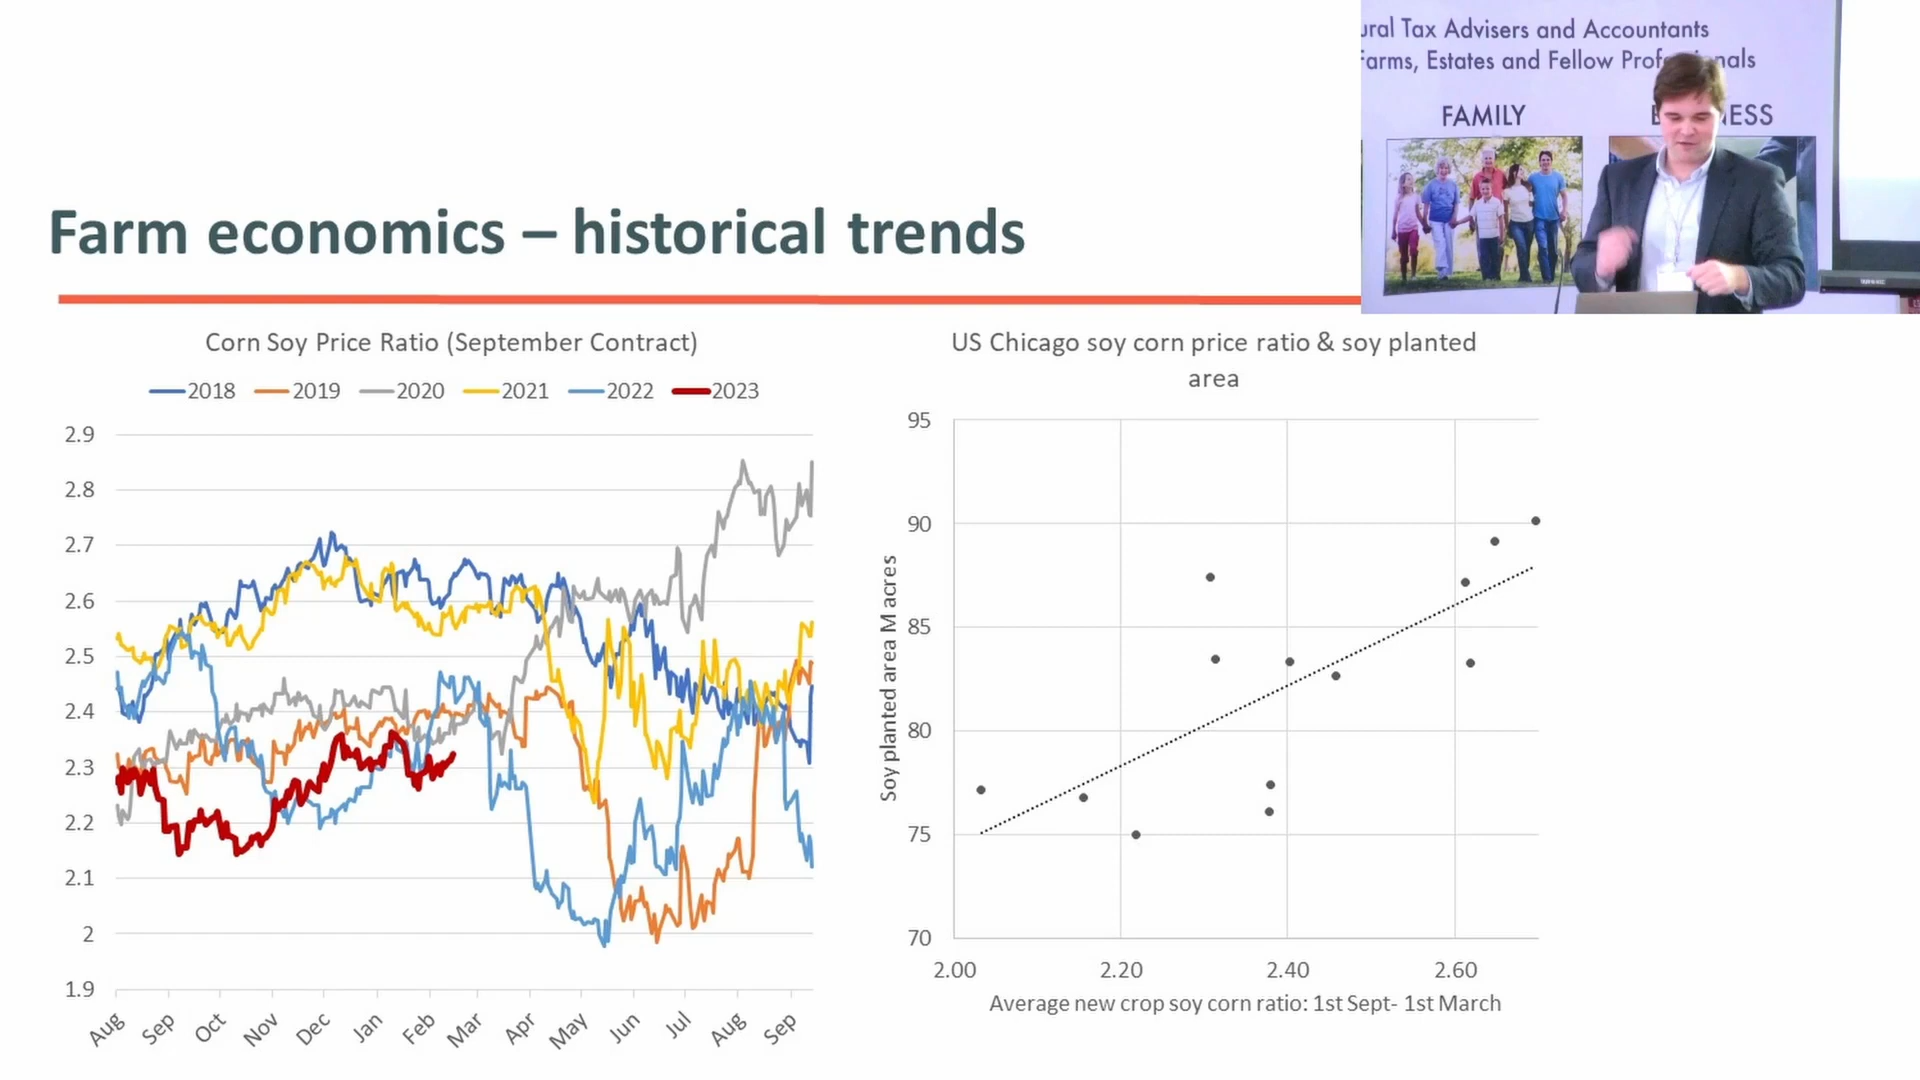 Farm economics – historical trends
ural Tax Advisers and Accountants
Farms, Estates and Fellow Prof nals
FAMILY
ESS
Corn Soy Price Ratio (September Contract)
2018 2019 2020 2021 2022 2023
2.9
2.8
2.7
2.6
2.5
2.4
2.3
2.2
2.1
2
1.9
Aug Sep Oct Nov Dec Jan Feb Mar Apr May Jun Jul Aug Sep
US Chicago soy corn price ratio & soy planted
area
Soy planted area M acres
95
90
85
80
75
70
2.00 2.20 2.40 2.60
Average new crop soy corn ratio: 1st Sept- 1st March